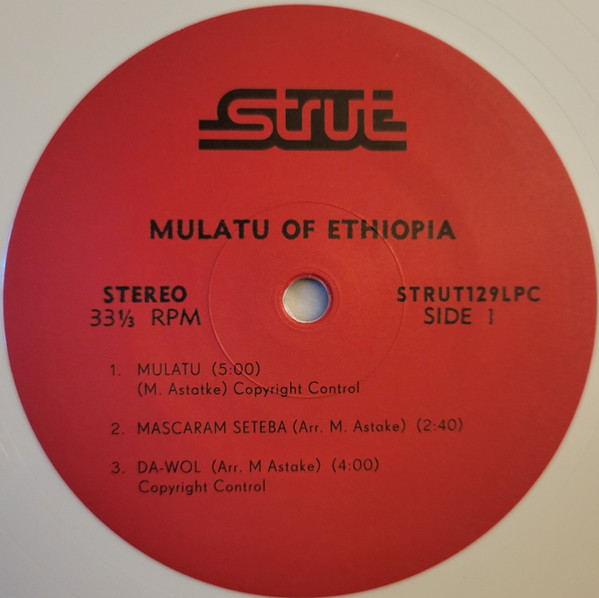 strut
MULATU OF ETHIOPIA
STEREO
33⅓ RPM
STRUT129LPC
SIDE 1
1. MULATU (5:00)
(M. Astatke) Copyright Control
2. MASCARAM SETEBA (Arr. M. Astake) (2:40)
3. DA-WOL (Arr. M Astake) (4:00)
Copyright Control